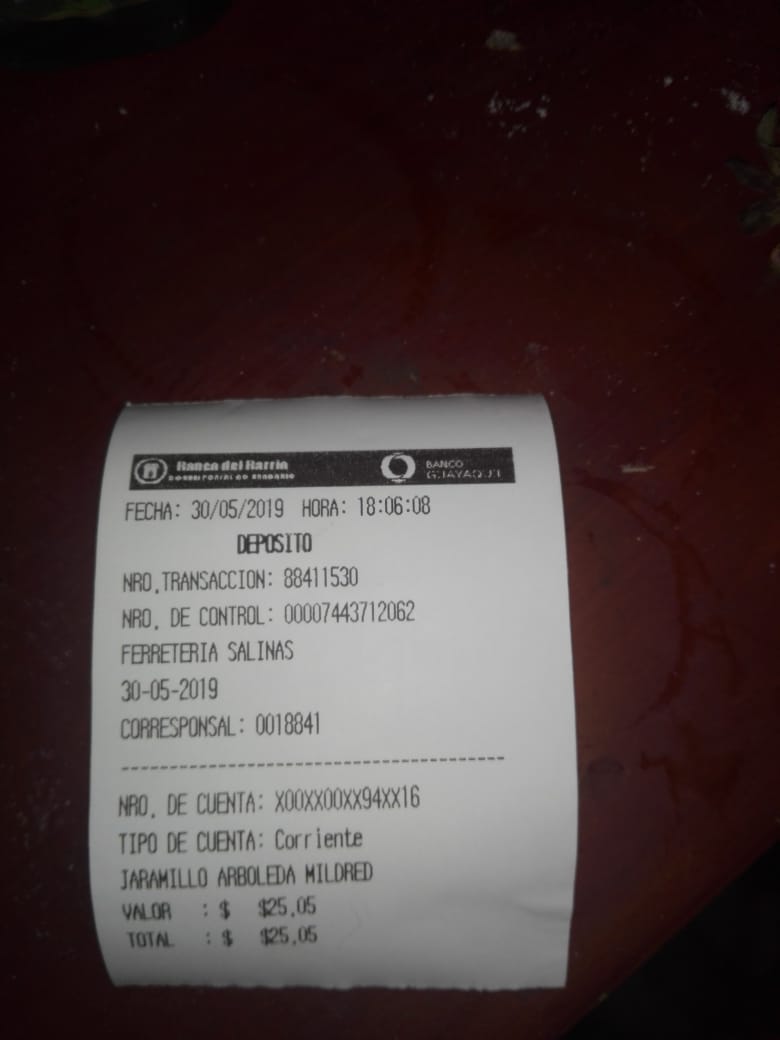 Banco del Barrio
BANCO
GUAYAQUIL
FECHA: 30/05/2019 HORA: 18:06:08
DEPOSITO
NRO.TRANSACCION: 88411530
NRO. DE CONTROL: 00007443712062
FERRETERIA SALINAS
30-05-2019
CORRESPONSAL: 0018841
NRO. DE CUENTA: X00XX00XX94XX16
TIPO DE CUENTA: Corriente
JARAMILLO ARBOLEDA MILDRED
VALOR : $ $25.05
TOTAL : $ $25.05